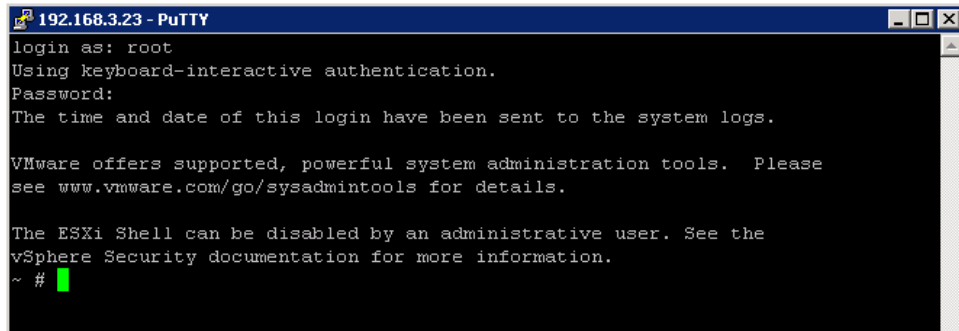 192.168.3.23 - PuTTY
login as: root
Using keyboard-interactive authentication.
Password:
The time and date of this login have been sent to the system logs.
VMware offers supported, powerful system administration tools.  Please
see www.vmware.com/go/sysadmintools for details.
The ESXi Shell can be disabled by an administrative user. See the
vSphere Security documentation for more information.
~ #